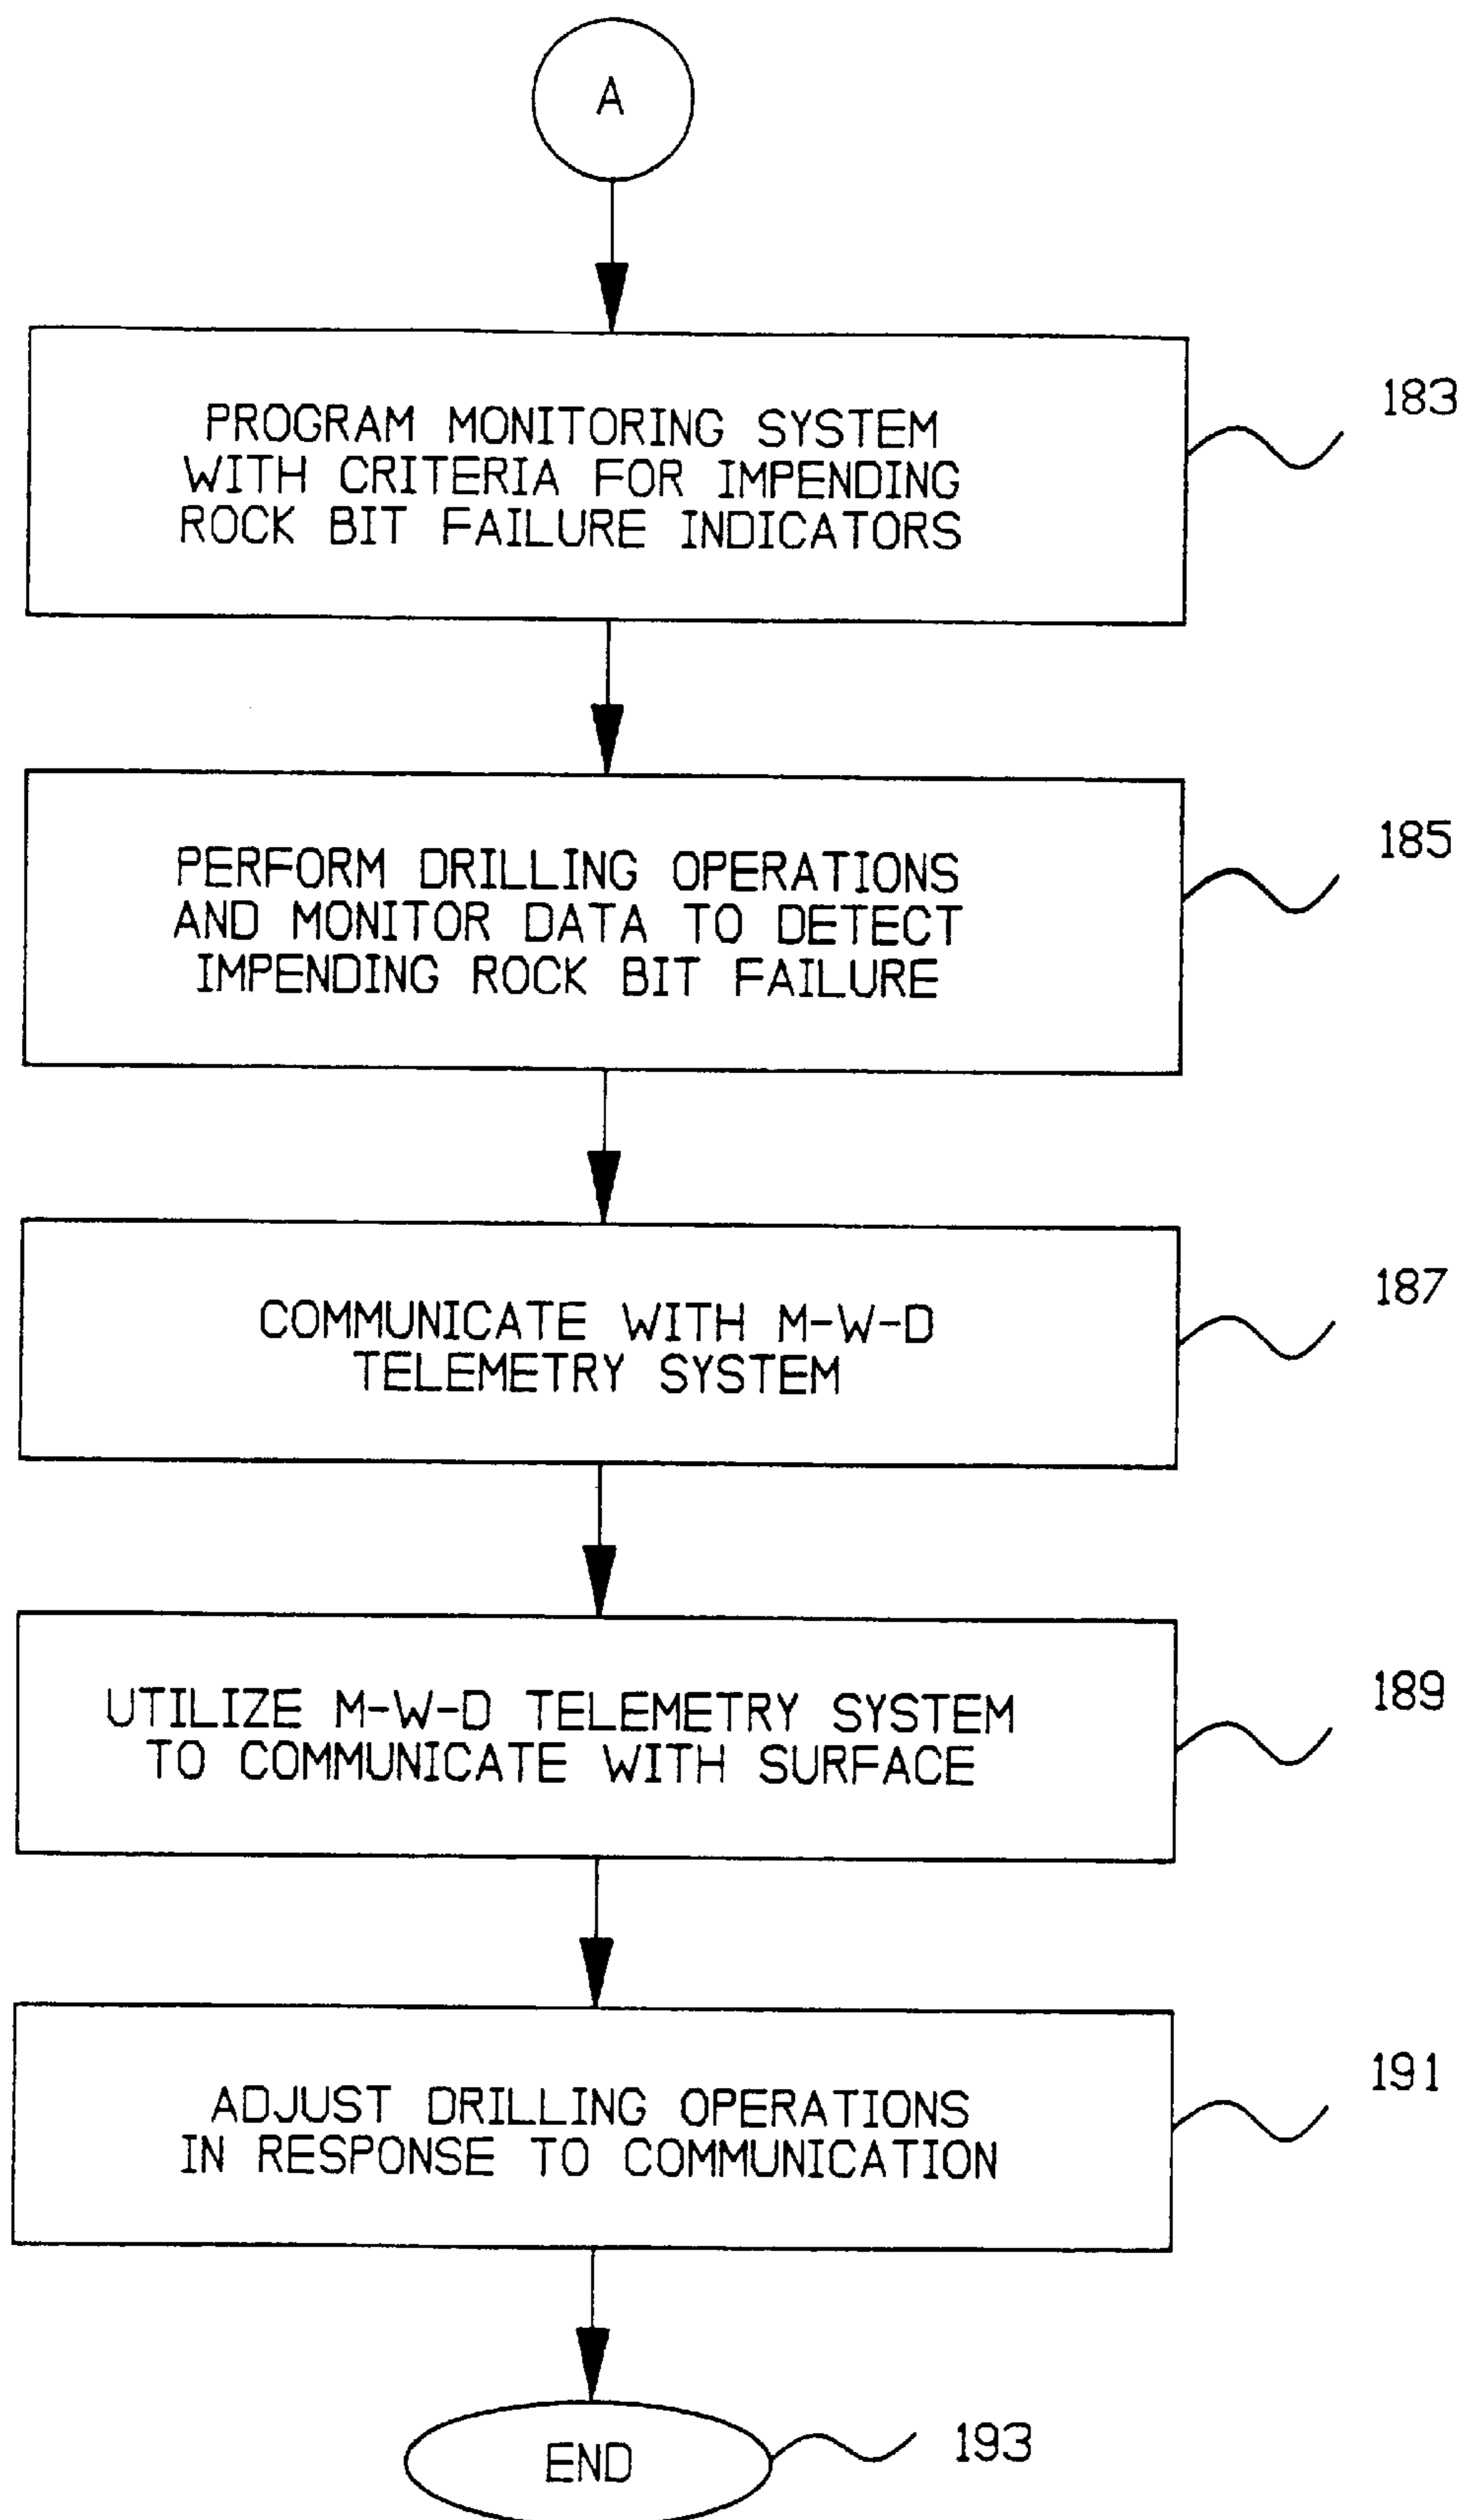 A
PROGRAM MONITORING SYSTEM
WITH CRITERIA FOR IMPENDING
ROCK BIT FAILURE INDICATORS
183
PERFORM DRILLING OPERATIONS
AND MONITOR DATA TO DETECT
IMPENDING ROCK BIT FAILURE
185
COMMUNICATE WITH M-W-D
TELEMETRY SYSTEM
187
UTILIZE M-W-D TELEMETRY SYSTEM
TO COMMUNICATE WITH SURFACE
189
ADJUST DRILLING OPERATIONS
IN RESPONSE TO COMMUNICATION
191
END
193